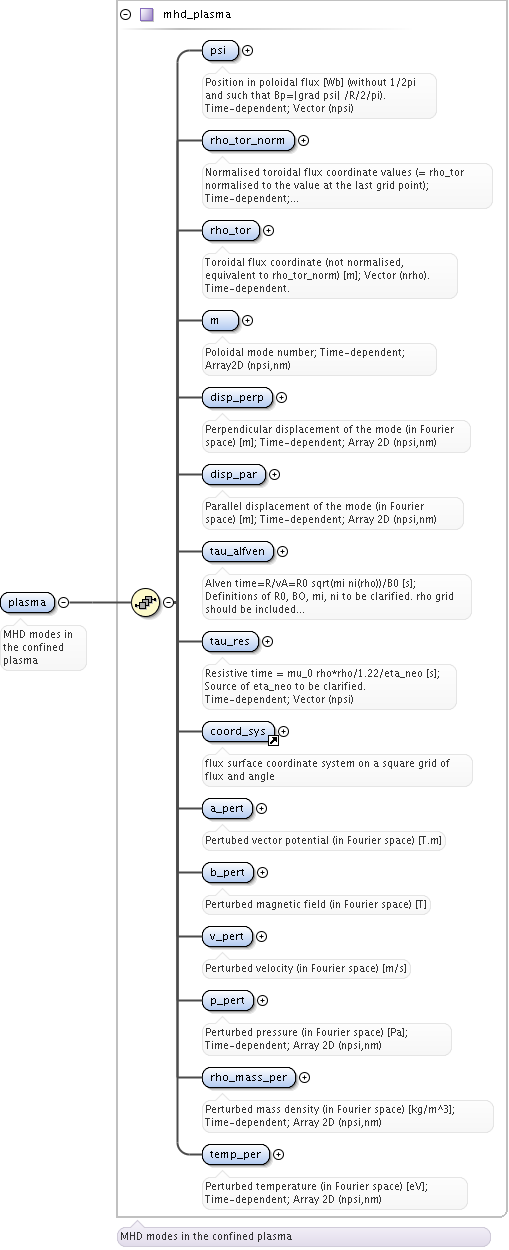 mhd_plasma
psi
Position in poloidal flux [Wb] (without 1/2pi
and such that Bp=|grad psi| /R/2/pi).
Time-dependent; Vector (npsi)
rho_tor_norm
Normalised toroidal flux coordinate values (= rho_tor
normalised to the value at the last grid point);
Time-dependent;...
rho_tor
Toroidal flux coordinate (not normalised,
equivalent to rho_tor_norm) [m]; Vector (nrho).
Time-dependent.
m
Poloidal mode number; Time-dependent;
Array2D (npsi,nm)
disp_perp
Perpendicular displacement of the mode (in Fourier
space) [m]; Time-dependent; Array 2D (npsi,nm)
disp_par
Parallel displacement of the mode (in Fourier
space) [m]; Time-dependent; Array 2D (npsi,nm)
tau_alfven
Alven time=R/vA=R0 sqrt(mi ni(rho))/B0 [s];
Definitions of R0, BO, mi, ni to be clarified. rho grid
should be included...
plasma
MHD modes in
the confined
plasma
tau_res
Resistive time = mu_0 rho*rho/1.22/eta_neo [s];
Source of eta_neo to be clarified.
Time-dependent; Vector (npsi)
coord_sys
flux surface coordinate system on a square grid of
flux and angle
a_pert
Pertubed vector potential (in Fourier space) [T.m]
b_pert
Perturbed magnetic field (in Fourier space) [T]
v_pert
Perturbed velocity (in Fourier space) [m/s]
p_pert
Perturbed pressure (in Fourier space) [Pa];
Time-dependent; Array 2D (npsi,nm)
rho_mass_per
Perturbed mass density (in Fourier space) [kg/m^3];
Time-dependent; Array 2D (npsi,nm)
temp_per
Perturbed temperature (in Fourier space) [eV];
Time-dependent; Array 2D (npsi,nm)
MHD modes in the confined plasma